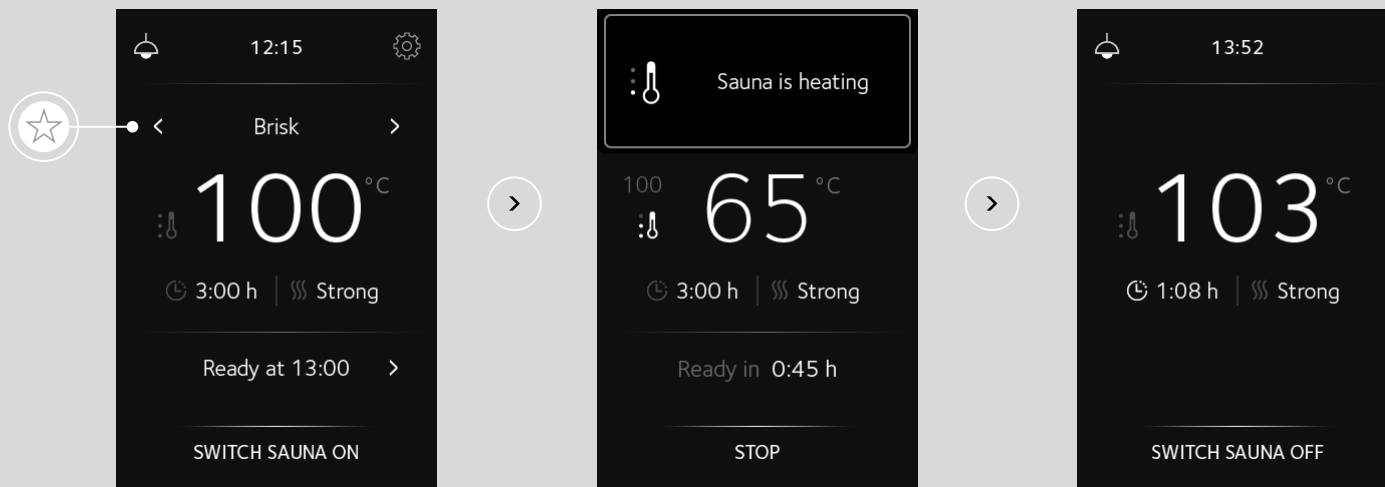 12:15
Brisk
100 °C
3:00 h | Strong
Ready at 13:00
SWITCH SAUNA ON
Sauna is heating
100
65 °C
3:00 h | Strong
Ready in 0:45 h
STOP
13:52
103 °C
1:08 h | Strong
SWITCH SAUNA OFF